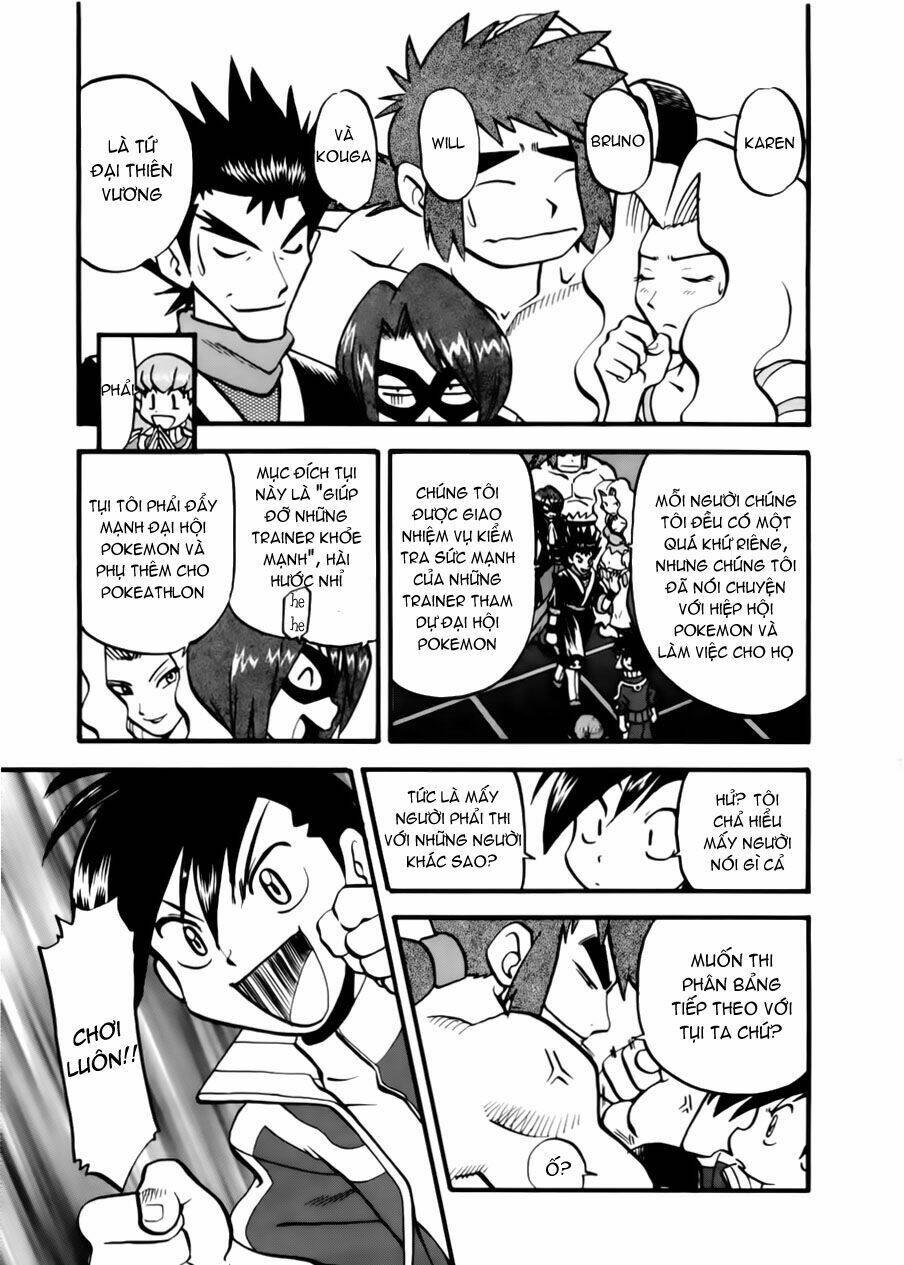 KAREN
BRUNO
WILL
VÀ
KOUGA
LÀ TỨ
ĐẠI THIÊN
VƯƠNG
PHẢI
MỖI NGƯỜI CHÚNG
TÔI ĐỀU CÓ MỘT
QUÁ KHỨ RIÊNG,
NHƯNG CHÚNG TÔI
ĐÃ NÓI CHUYỆN
VỚI HIỆP HỘI
POKEMON VÀ
LÀM VIỆC CHO HỌ
CHÚNG TÔI
ĐƯỢC GIAO
NHIỆM VỤ KIỂM
TRA SỨC MẠNH
CỦA NHỮNG
TRAINER THAM
DỰ ĐẠI HỘI
POKEMON
MỤC ĐÍCH TỤI
NÀY LÀ "GIÚP
ĐỠ NHỮNG
TRAINER KHỎE
MẠNH", HÀI
HƯỚC NHỈ
he
he
TỤI TÔI PHẢI ĐẨY
MẠNH ĐẠI HỘI
POKEMON VÀ
PHỤ THÊM CHO
POKEATHLON
HỬ? TÔI
CHẢ HIỂU
MẤY NGƯỜI
NÓI GÌ CẢ
TỨC LÀ MẤY
NGƯỜI PHẢI THI
VỚI NHỮNG NGƯỜI
KHÁC SAO?
MUỐN THI
PHÂN BẢNG
TIẾP THEO VỚI
TỤI TA CHỨ?
Ố?
CHƠI
LUÔN!!